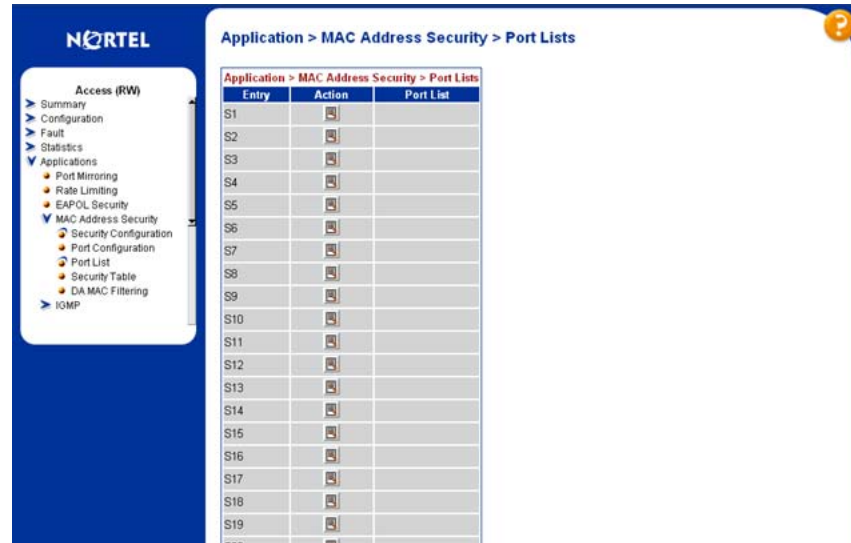 NORTEL
Application > MAC Address Security > Port Lists
?
Access (RW)
Summary
Configuration
Fault
Statistics
Applications
Port Mirroring
Rate Limiting
EAPOL Security
MAC Address Security
Security Configuration
Port Configuration
Port List
Security Table
DA MAC Filtering
IGMP
Application > MAC Address Security > Port Lists
Entry Action Port List
S1
S2
S3
S4
S5
S6
S7
S8
S9
S10
S11
S12
S13
S14
S15
S16
S17
S18
S19